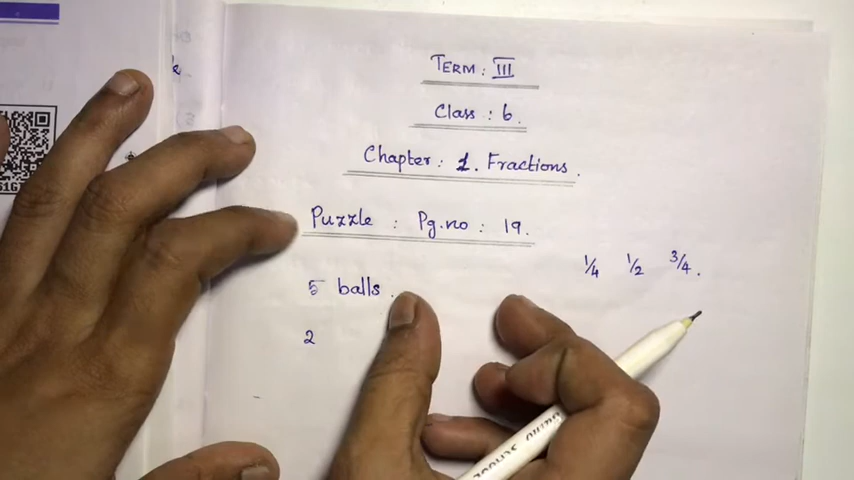 TERM: III
Class: 6.
Chapter: 1. Fractions.
Puzzle : Pg.no : 19.
1/4 1/2 3/4.
5 balls.
2